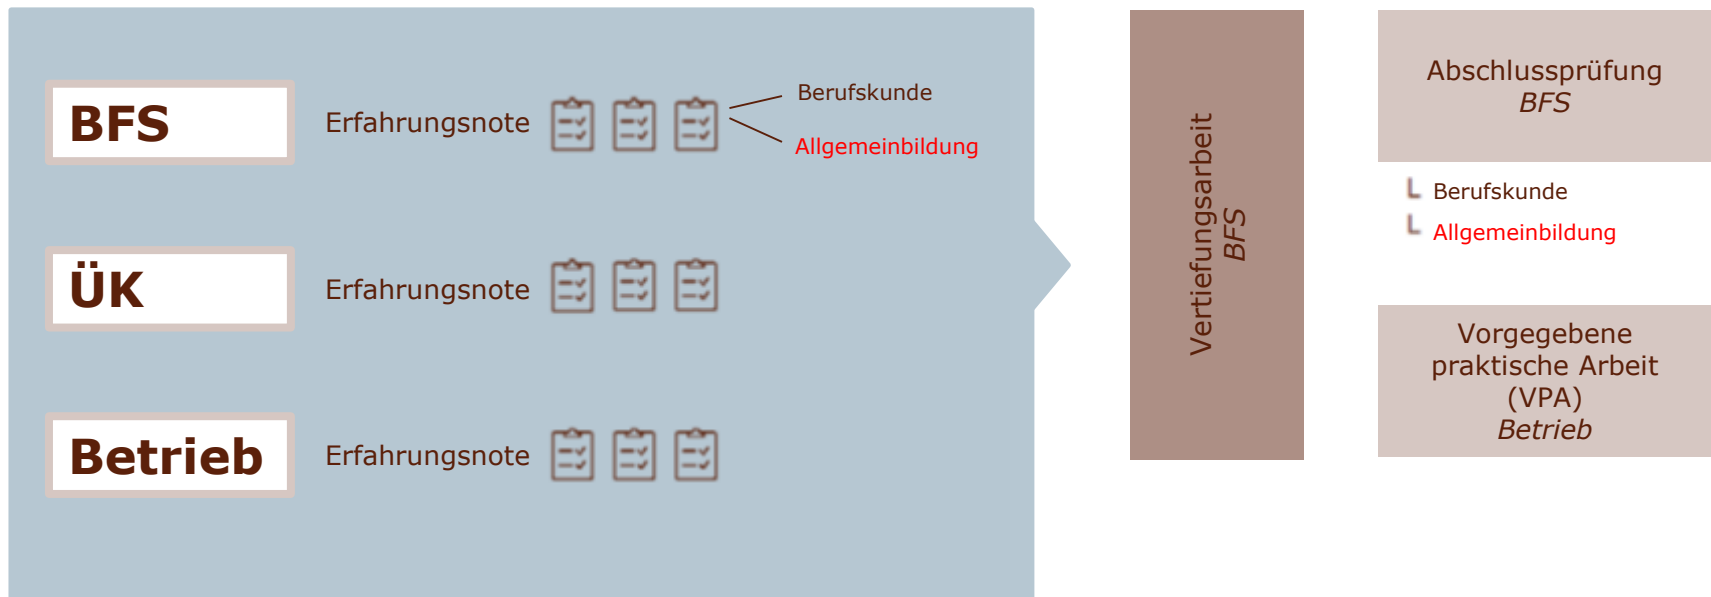 BFS
Erfahrungsnote
Berufskunde
Allgemeinbildung
ÜK
Erfahrungsnote
Betrieb
Erfahrungsnote
Vertiefungsarbeit
BFS
Abschlussprüfung
BFS
Berufskunde
Allgemeinbildung
Vorgegebene
praktische Arbeit
(VPA)
Betrieb